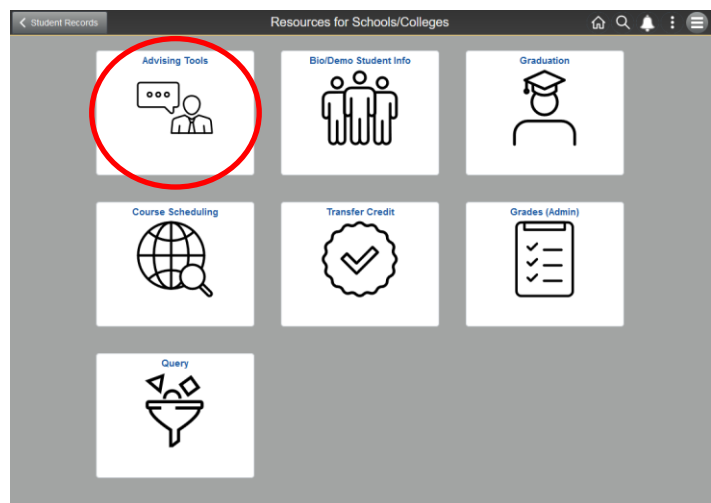 Student Records
Resources for Schools/Colleges
Advising Tools
Bio/Demo Student Info
Graduation
Course Scheduling
Transfer Credit
Grades (Admin)
Query